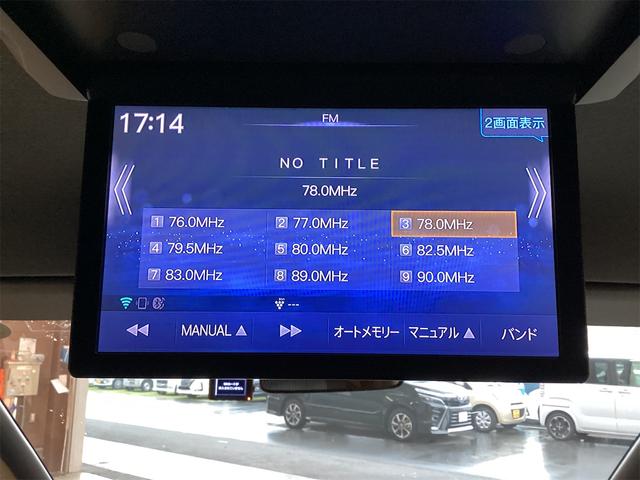 17:14
FM
2画面表示
NO TITLE
78.0MHz
1 76.0MHz 2 77.0MHz 3 78.0MHz
4 79.5MHz 5 80.0MHz 6 82.5MHz
7 83.0MHz 8 89.0MHz 9 90.0MHz
---
MANUAL オートメモリー マニュアル バンド